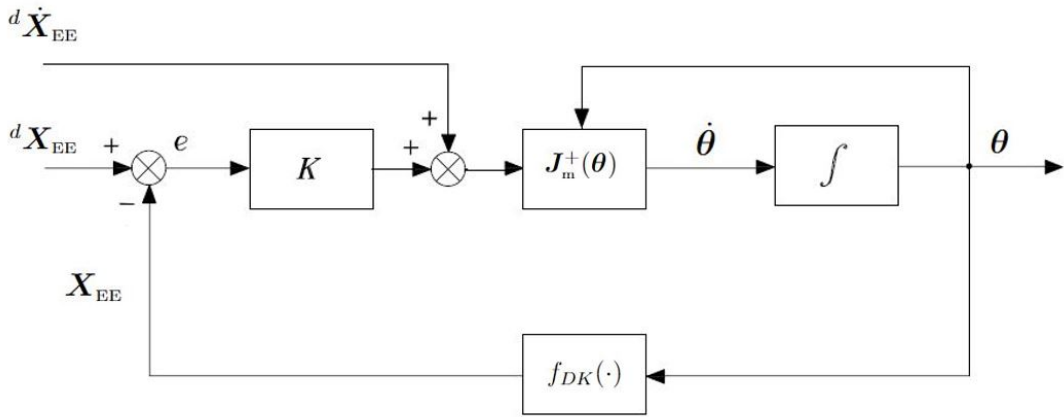 ᵈẊ_EE
ᵈX_EE
+
e
K
+
+
J_m⁺(θ)
θ̇
∫
θ
−
X_EE
f_DK(·)